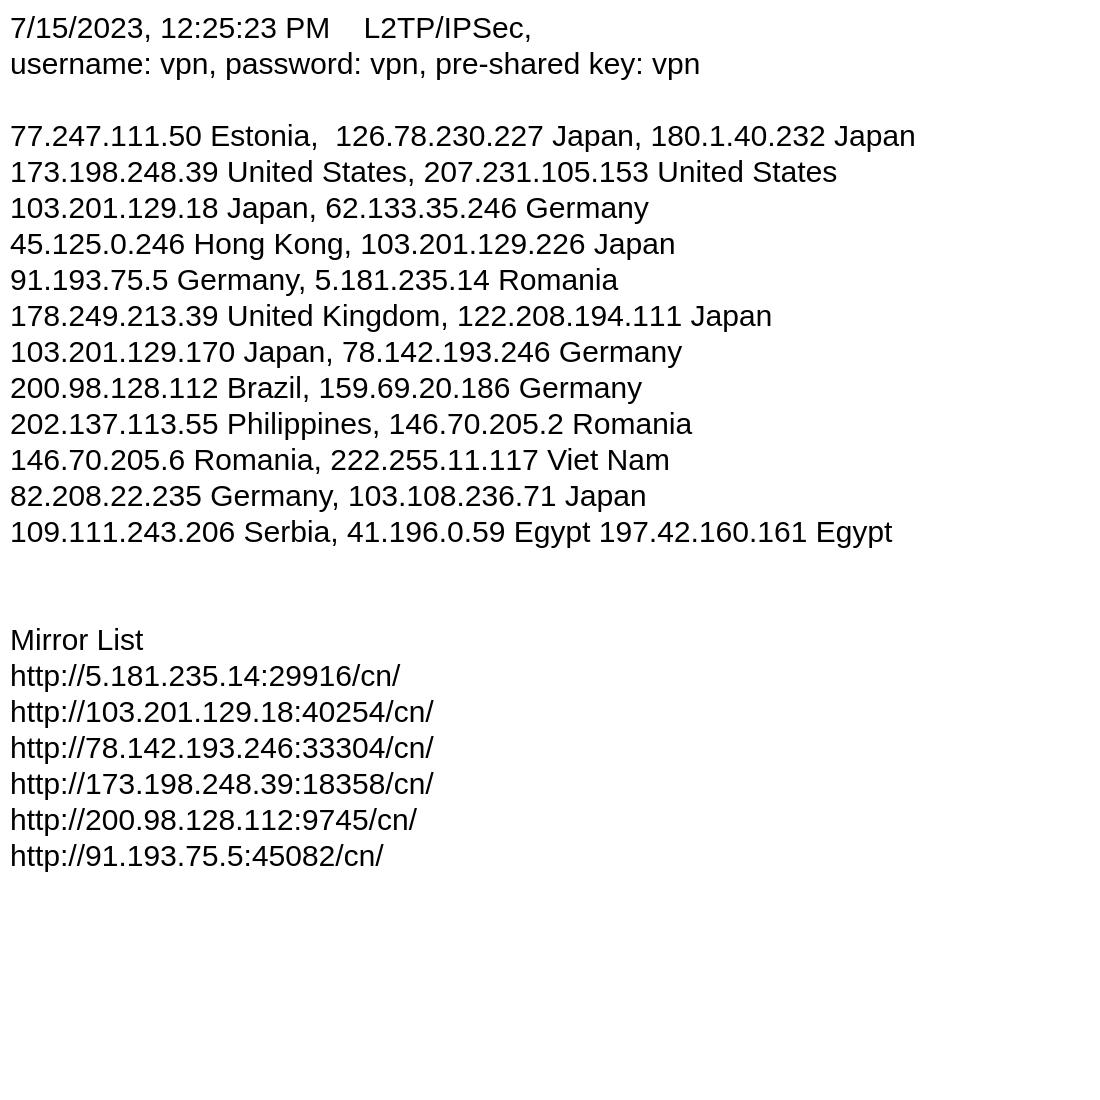 7/15/2023, 12:25:23 PM    L2TP/IPSec,
username: vpn, password: vpn, pre-shared key: vpn
77.247.111.50 Estonia,  126.78.230.227 Japan, 180.1.40.232 Japan
173.198.248.39 United States, 207.231.105.153 United States
103.201.129.18 Japan, 62.133.35.246 Germany
45.125.0.246 Hong Kong, 103.201.129.226 Japan
91.193.75.5 Germany, 5.181.235.14 Romania
178.249.213.39 United Kingdom, 122.208.194.111 Japan
103.201.129.170 Japan, 78.142.193.246 Germany
200.98.128.112 Brazil, 159.69.20.186 Germany
202.137.113.55 Philippines, 146.70.205.2 Romania
146.70.205.6 Romania, 222.255.11.117 Viet Nam
82.208.22.235 Germany, 103.108.236.71 Japan
109.111.243.206 Serbia, 41.196.0.59 Egypt 197.42.160.161 Egypt
Mirror List
http://5.181.235.14:29916/cn/
http://103.201.129.18:40254/cn/
http://78.142.193.246:33304/cn/
http://173.198.248.39:18358/cn/
http://200.98.128.112:9745/cn/
http://91.193.75.5:45082/cn/